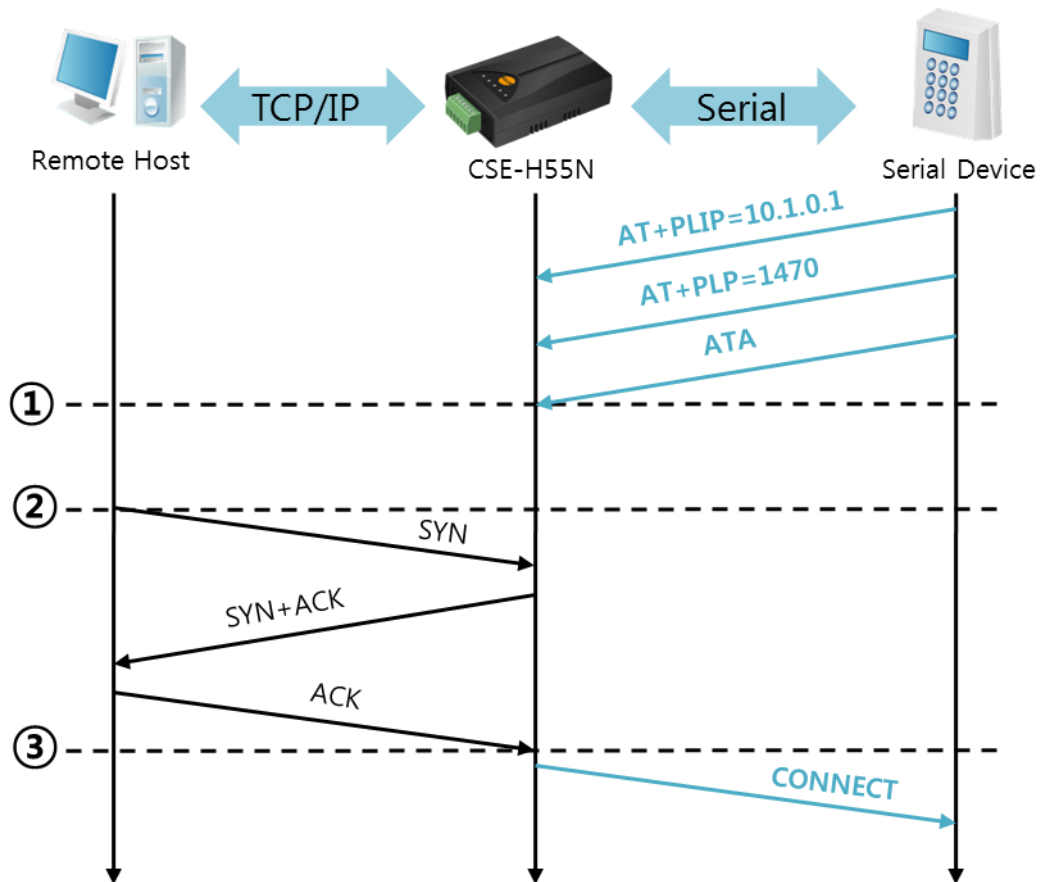 TCP/IP
Serial
Remote Host
CSE-H55N
Serial Device
AT+PLIP=10.1.0.1
AT+PLP=1470
ATA
①
②
SYN
SYN+ACK
ACK
③
CONNECT